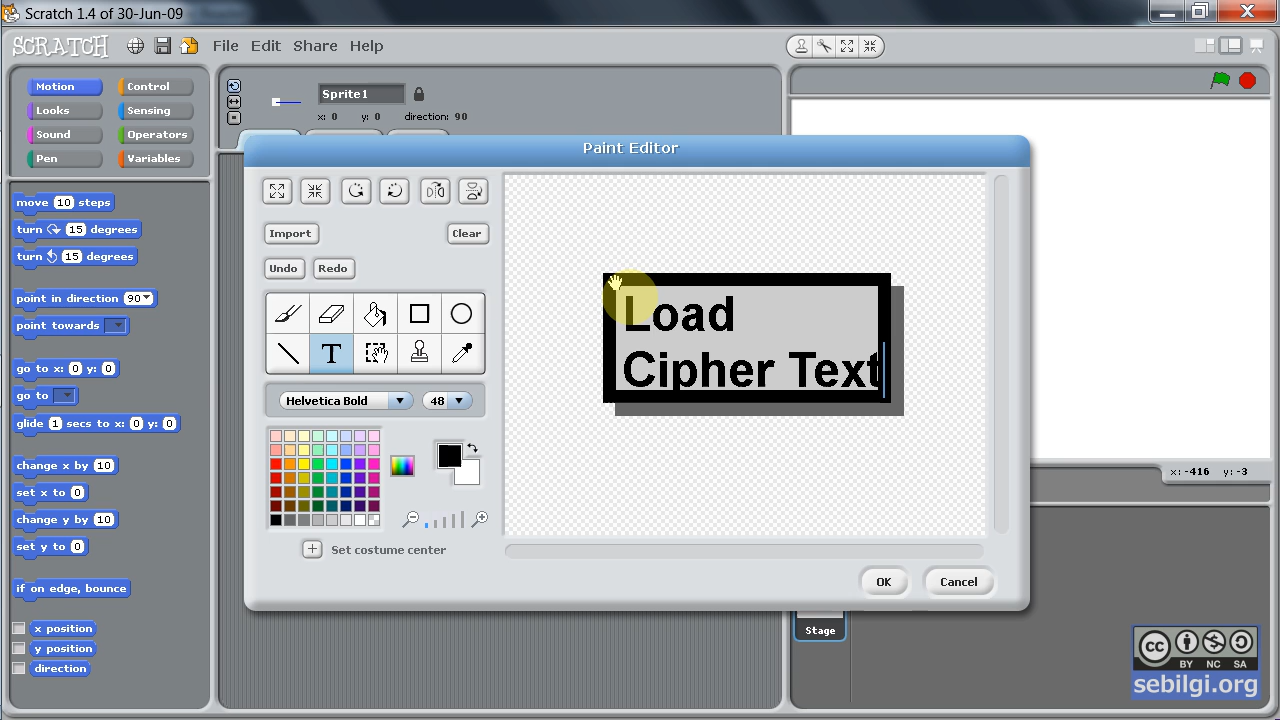 Scratch 1.4 of 30-Jun-09
SCRATCH File Edit Share Help
Motion Control
Looks Sensing
Sound Operators
Pen Variables
Sprite1
x: 0 y: 0 direction: 90
Paint Editor
move 10 steps
turn 15 degrees
turn 15 degrees
point in direction 90
point towards
go to x: 0 y: 0
go to
glide 1 secs to x: 0 y: 0
change x by 10
set x to 0
change y by 10
set y to 0
if on edge, bounce
x position
y position
direction
Import Clear
Undo Redo
T
Helvetica Bold 48
Set costume center
Load
Cipher Text
OK Cancel
x: -416 y: -3
Stage
cc BY NC SA
sebilgi.org